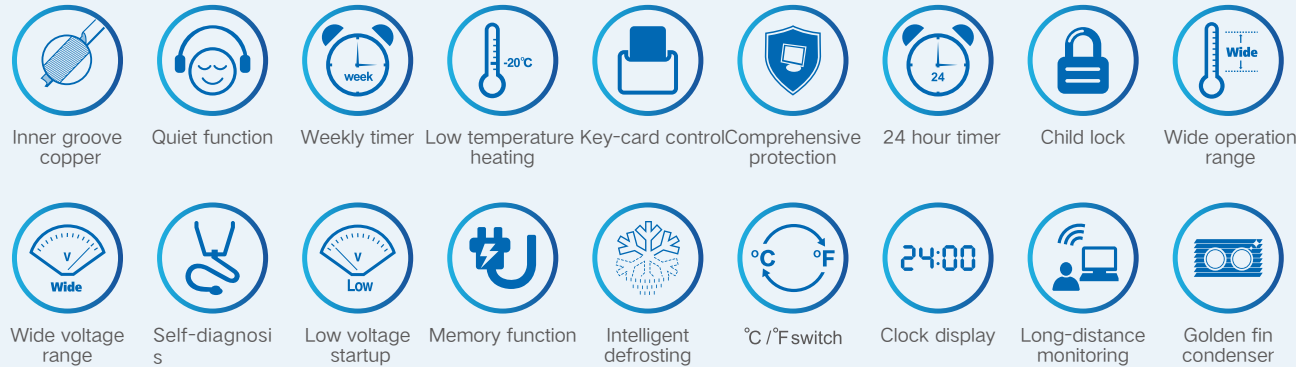 week
-20℃
24
Wide
Inner groove
copper
Quiet function
Weekly timer
Low temperature
heating
Key-card control
Comprehensive
protection
24 hour timer
Child lock
Wide operation
range
V
Wide
V
Low
°C
°F
24:00
Wide voltage
range
Self-diagnosi
s
Low voltage
startup
Memory function
Intelligent
defrosting
℃ /℉ switch
Clock display
Long-distance
monitoring
Golden fin
condenser